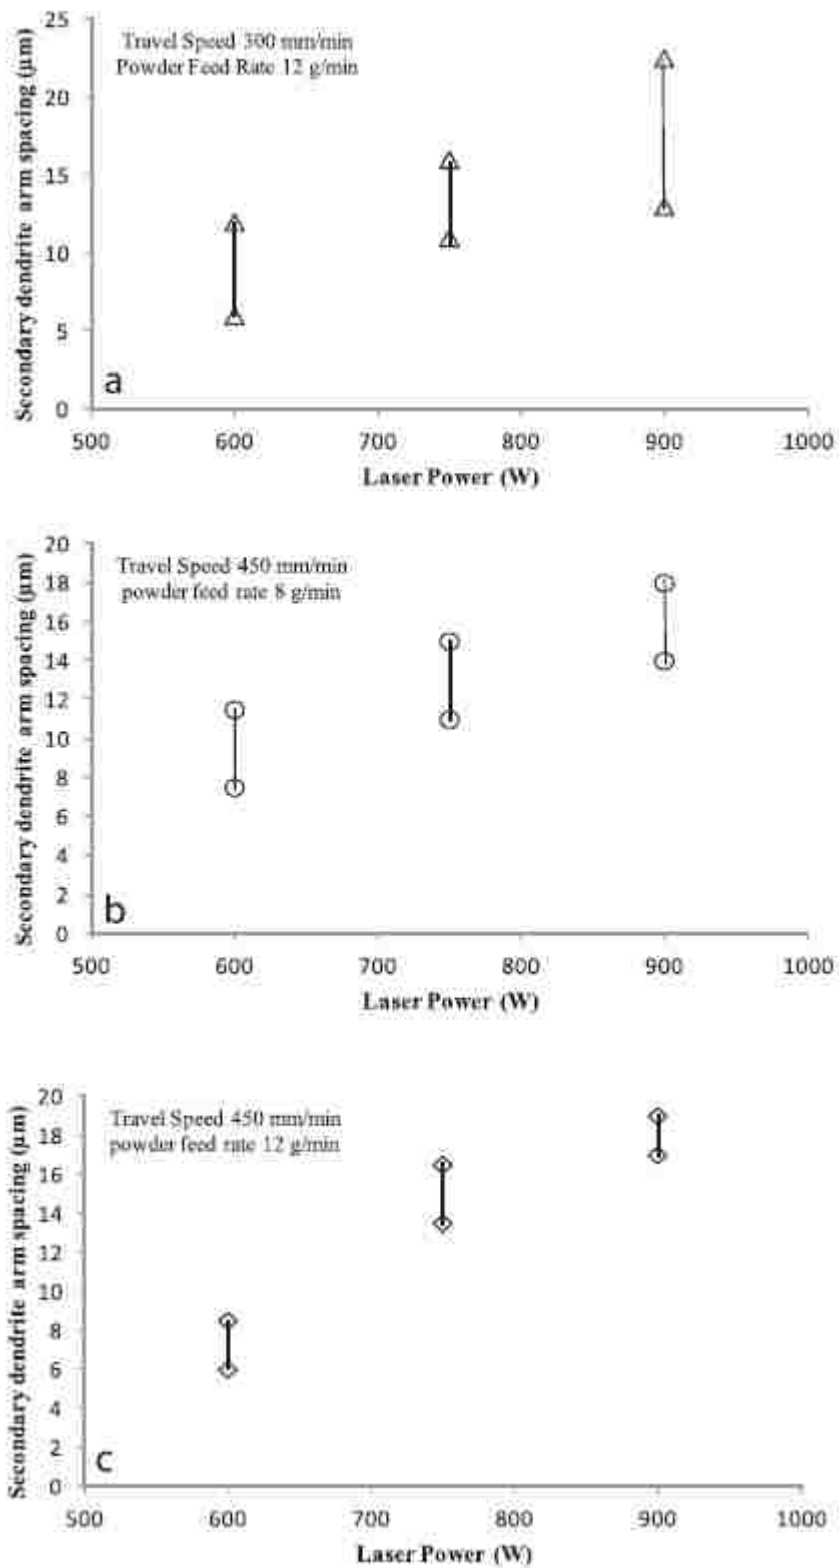 25
20
15
10
5
0
Secondary dendrite arm spacing (µm)
Travel Speed 300 mm/min
Powder Feed Rate 12 g/min
a
500 600 700 800 900 1000
Laser Power (W)
20
18
16
14
12
10
8
6
4
2
0
Secondary dendrite arm spacing (µm)
Travel Speed 450 mm/min
powder feed rate 8 g/min
b
500 600 700 800 900 1000
Laser Power (W)
20
18
16
14
12
10
8
6
4
2
0
Secondary dendrite arm spacing (µm)
Travel Speed 450 mm/min
powder feed rate 12 g/min
c
500 600 700 800 900 1000
Laser Power (W)